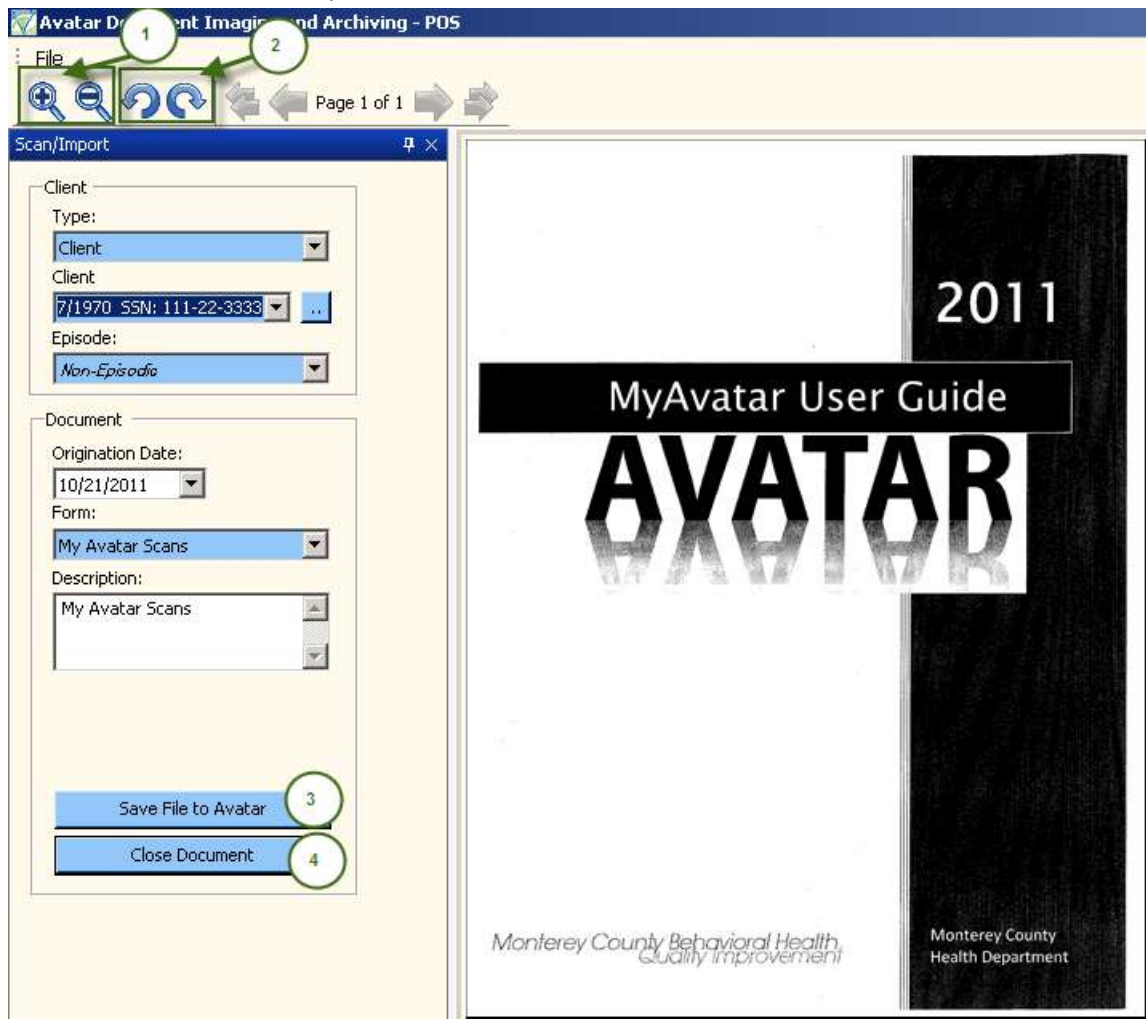 Avatar Document Imaging and Archiving - POS
1
2
File
Page 1 of 1
Scan/Import
Client
Type:
Client
Client
7/1970 SSN: 111-22-3333
..
Episode:
Non-Episodic
Document
Origination Date:
10/21/2011
Form:
My Avatar Scans
Description:
My Avatar Scans
Save File to Avatar
3
Close Document
4
2011
MyAvatar User Guide
AVATAR
Monterey County Behavioral Health
Quality Improvement
Monterey County
Health Department